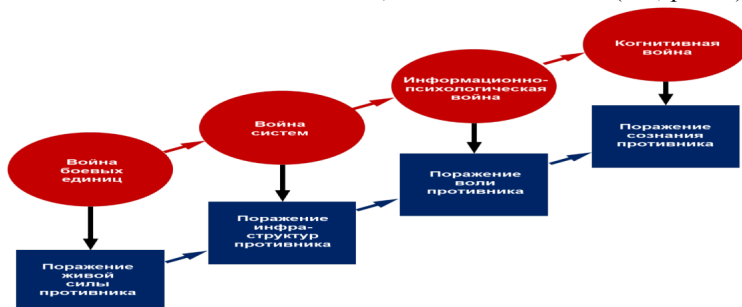 Когнитивная
война
Информационно-
психологическая
война
Война
систем
Война
боевых
единиц
Поражение
сознания
противника
Поражение
воли
противника
Поражение
инфра-
структур
противника
Поражение
живой
силы
противника